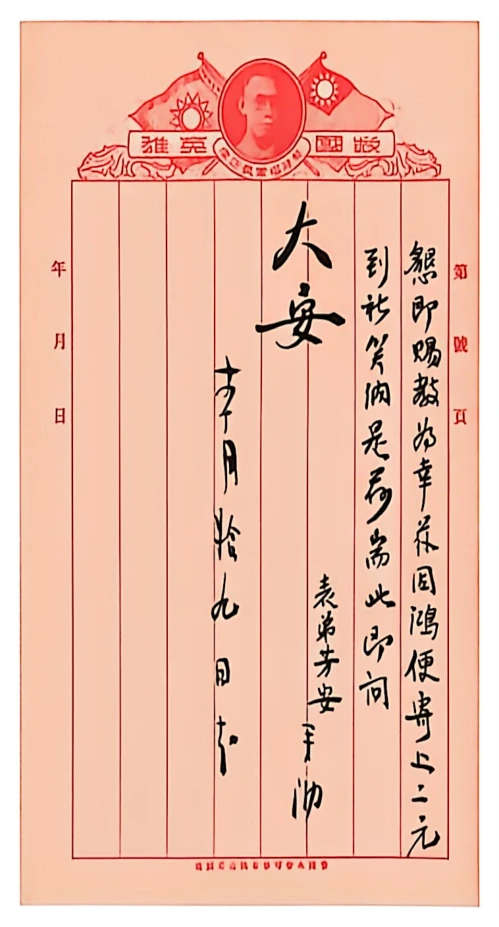 救國英雄
第 號 頁
懇即賜教為幸茲因鴻便寄上二元
到祈笑納是荷耑此即问
大安
表弟芳安手泐
月拾九日
年 月 日